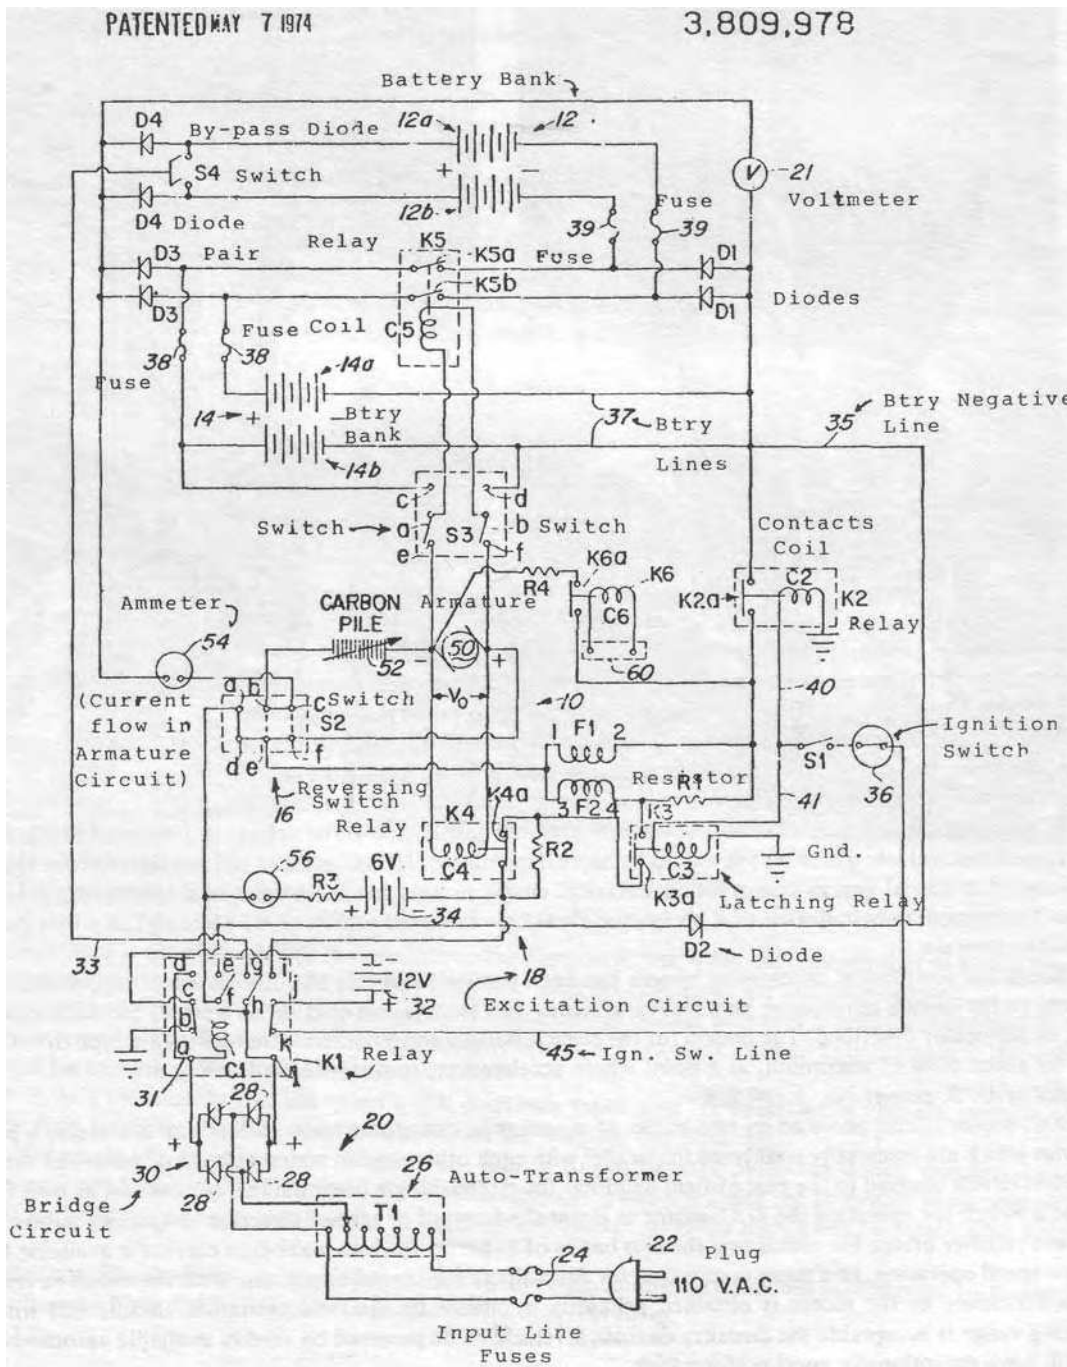 PATENTED MAY 7 1974 3,809,978
Battery Bank
D4 By-pass Diode 12a 12
S4 Switch + − V 21
Voltmeter
D4 Diode 12b 39 Fuse 39
D3 Pair Relay K5 K5a Fuse D1
K5b
D3 D1 Diodes
Fuse Coil C5
38 38
Fuse 14a
14 + − Btry 37 Btry 35 Btry Negative
Bank Line
14b Lines
c d
Switch a S3 b Switch Contacts
e f Coil
K6a K6 C2
R4 K2a K2
Ammeter CARBON Armature C6 Relay
PILE
54 52 − 50 + 60
a b c Switch V₀ 10 40
(Current
flow in S2 1 F1 2 Ignition
Armature d e f Switch
Circuit) S1
16 Reversing Resistor 36
Switch 3 F2 4 R1 41
Relay K4 K4a K3
56 6V C4 R2 C3 Gnd.
R3 + − 34 K3a Latching Relay
D2 Diode
33 18
d e g i − 12V
c f h j + 32 Excitation Circuit
b k
a C1 K1 Relay 45 Ign. Sw. Line
31 l
28
+ + 20
30 28 28 26 Auto-Transformer
Bridge
Circuit T1
24 22 Plug
110 V.A.C.
Input Line
Fuses